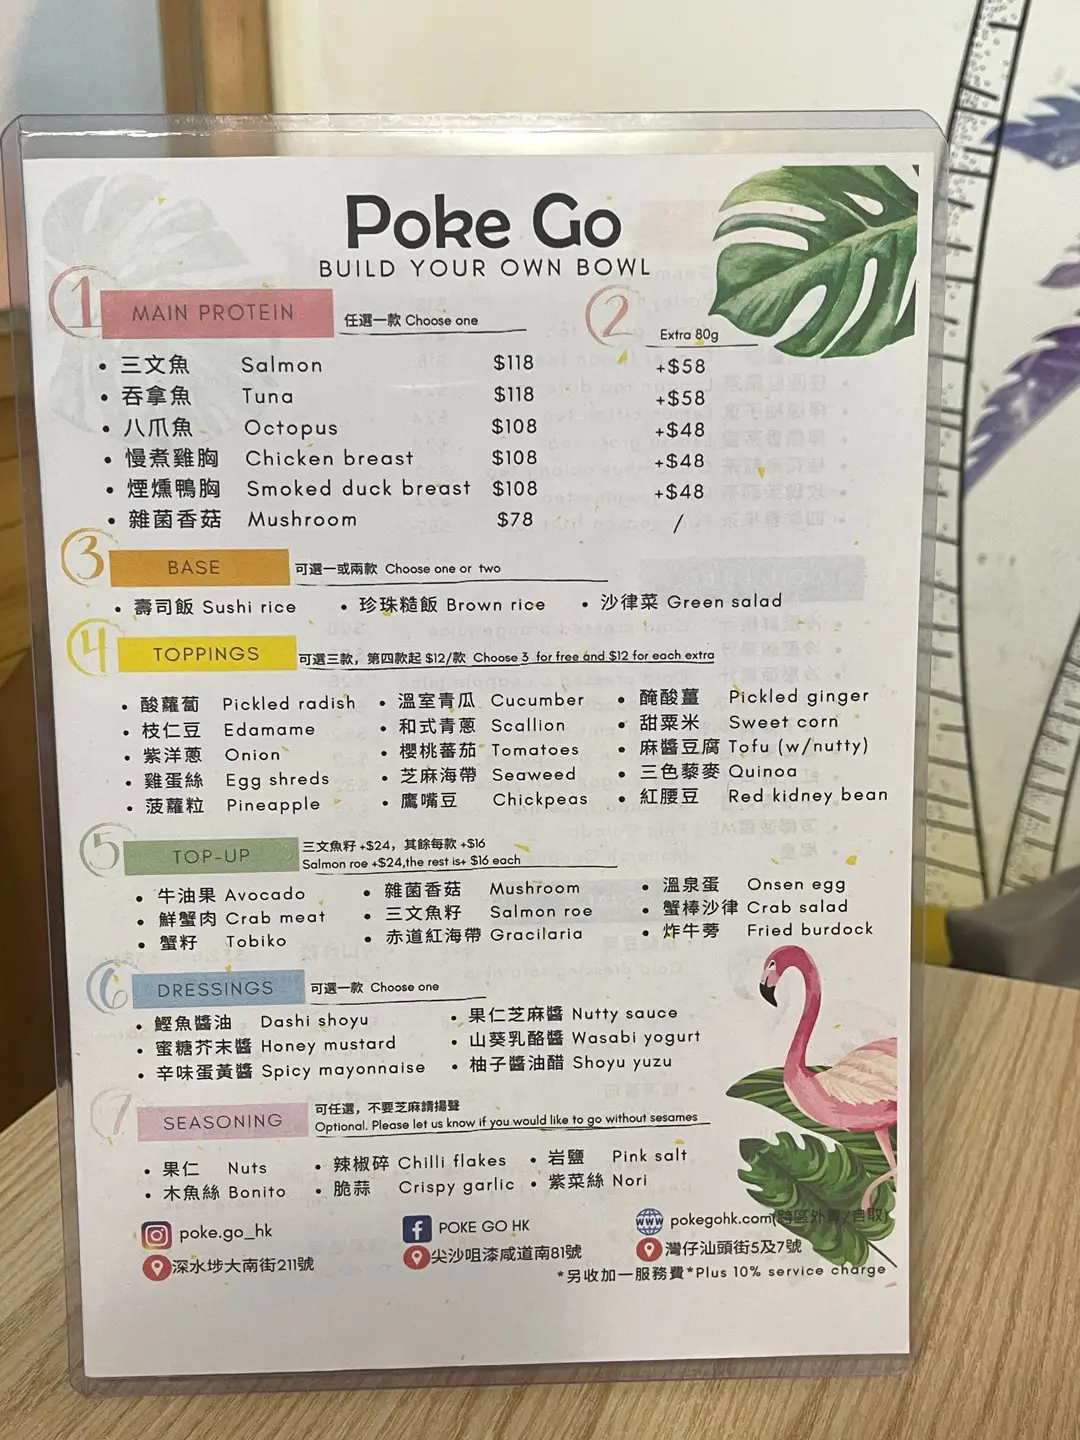 Poke Go
BUILD YOUR OWN BOWL
1 MAIN PROTEIN 任選一款 Choose one 2 Extra 80g
• 三文魚 Salmon $118 +$58
• 吞拿魚 Tuna $118 +$58
• 八爪魚 Octopus $108 +$48
• 慢煮雞胸 Chicken breast $108 +$48
• 煙燻鴨胸 Smoked duck breast $108 +$48
• 雜菌香菇 Mushroom $78 /
3 BASE 可選一或兩款 Choose one or two
• 壽司飯 Sushi rice • 珍珠糙飯 Brown rice • 沙律菜 Green salad
4 TOPPINGS 可選三款，第四款起 $12/款 Choose 3 for free and $12 for each extra
• 酸蘿蔔 Pickled radish • 溫室青瓜 Cucumber • 醃酸薑 Pickled ginger
• 枝仁豆 Edamame • 和式青蔥 Scallion • 甜粟米 Sweet corn
• 紫洋蔥 Onion • 櫻桃蕃茄 Tomatoes • 麻醬豆腐 Tofu (w/nutty)
• 雞蛋絲 Egg shreds • 芝麻海帶 Seaweed • 三色藜麥 Quinoa
• 菠蘿粒 Pineapple • 鷹嘴豆 Chickpeas • 紅腰豆 Red kidney bean
5 TOP-UP 三文魚籽 +$24，其餘每款 +$16
Salmon roe +$24,the rest is+ $16 each
• 牛油果 Avocado • 雜菌香菇 Mushroom • 溫泉蛋 Onsen egg
• 鮮蟹肉 Crab meat • 三文魚籽 Salmon roe • 蟹棒沙律 Crab salad
• 蟹籽 Tobiko • 赤道紅海帶 Gracilaria • 炸牛蒡 Fried burdock
6 DRESSINGS 可選一款 Choose one
• 鰹魚醬油 Dashi shoyu • 果仁芝麻醬 Nutty sauce
• 蜜糖芥末醬 Honey mustard • 山葵乳酪醬 Wasabi yogurt
• 辛味蛋黃醬 Spicy mayonnaise • 柚子醬油醋 Shoyu yuzu
7 SEASONING 可任選，不要芝麻請揚聲
Optional. Please let us know if you would like to go without sesames
• 果仁 Nuts • 辣椒碎 Chilli flakes • 岩鹽 Pink salt
• 木魚絲 Bonito • 脆蒜 Crispy garlic • 紫菜絲 Nori
poke.go_hk POKE GO HK www pokegohk.com(跨區外賣/自取)
深水埗大南街211號 尖沙咀漆咸道南81號 灣仔汕頭街5及7號
*另收加一服務費*Plus 10% service charge